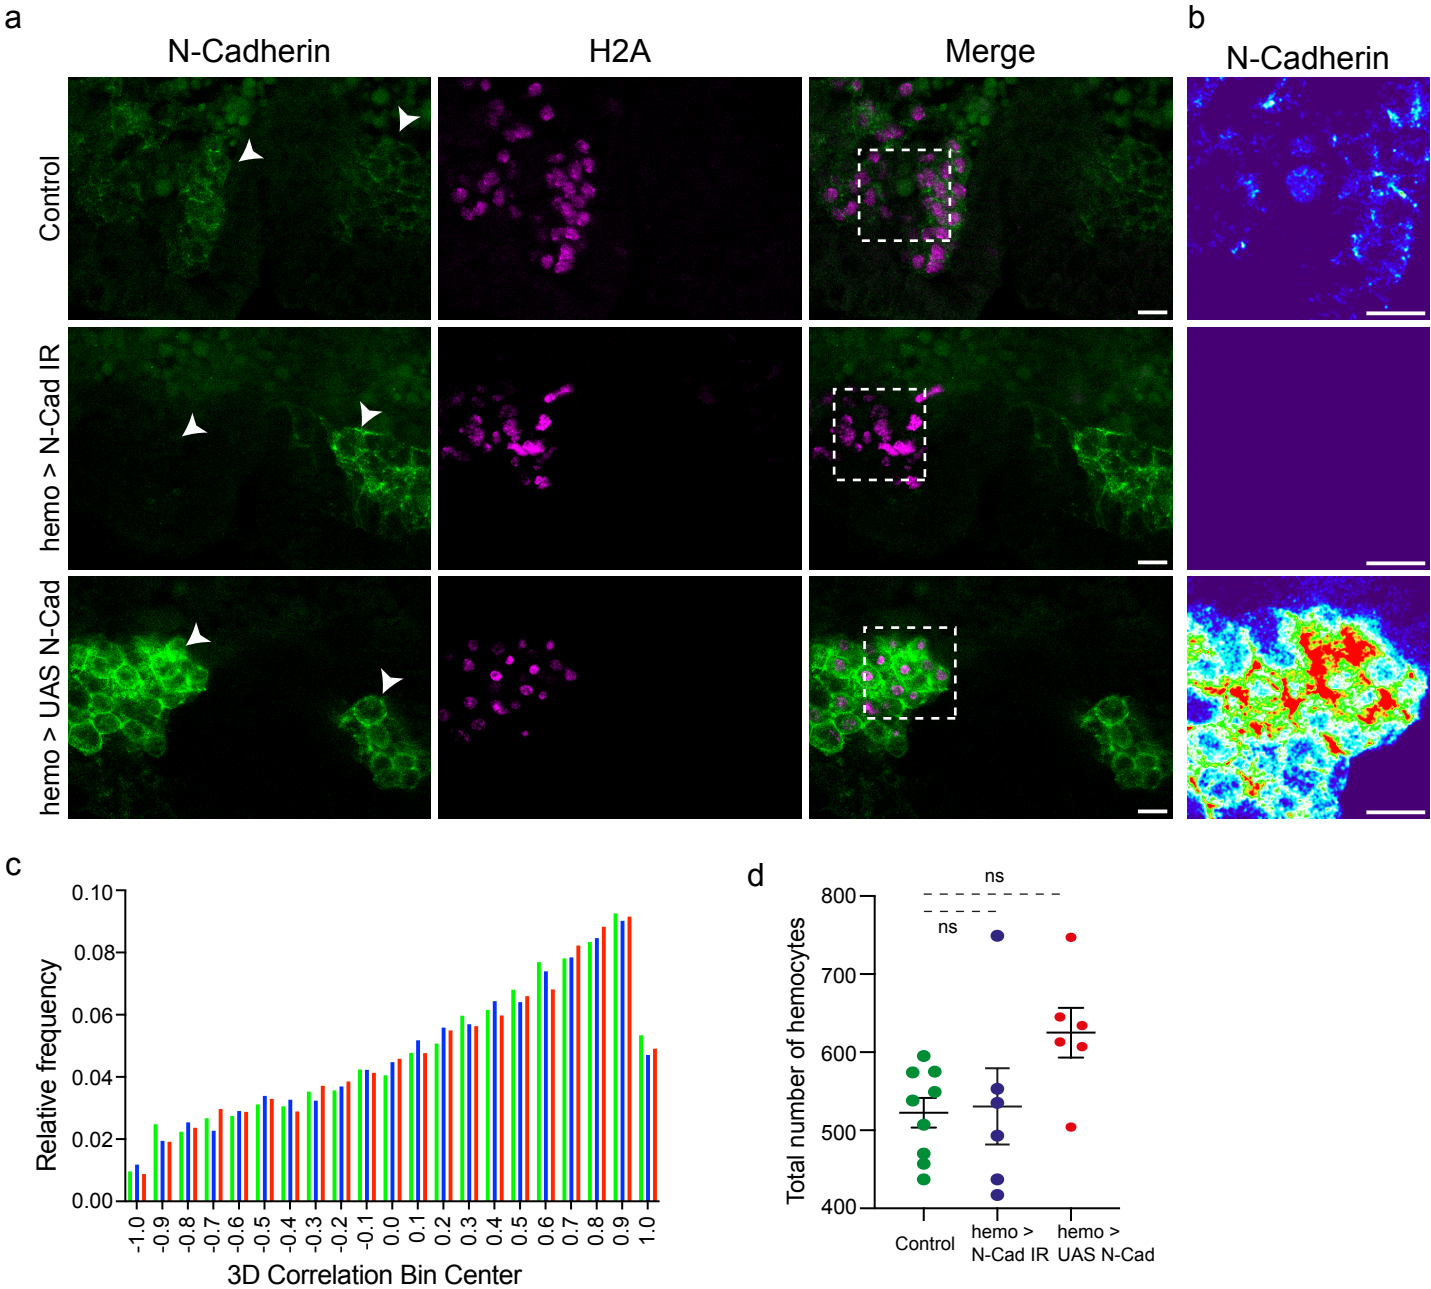 a
b
N-Cadherin
H2A
Merge
N-Cadherin
Control
hemo > N-Cad IR
hemo > UAS N-Cad
c
Relative frequency
0.10
0.08
0.06
0.04
0.02
0.00
-1.0
-0.9
-0.8
-0.7
-0.6
-0.5
-0.4
-0.3
-0.2
-0.1
0.0
0.1
0.2
0.3
0.4
0.5
0.6
0.7
0.8
0.9
1.0
3D Correlation Bin Center
d
Total number of hemocytes
800
700
600
500
400
ns
ns
Control
hemo >
N-Cad IR
hemo >
UAS N-Cad